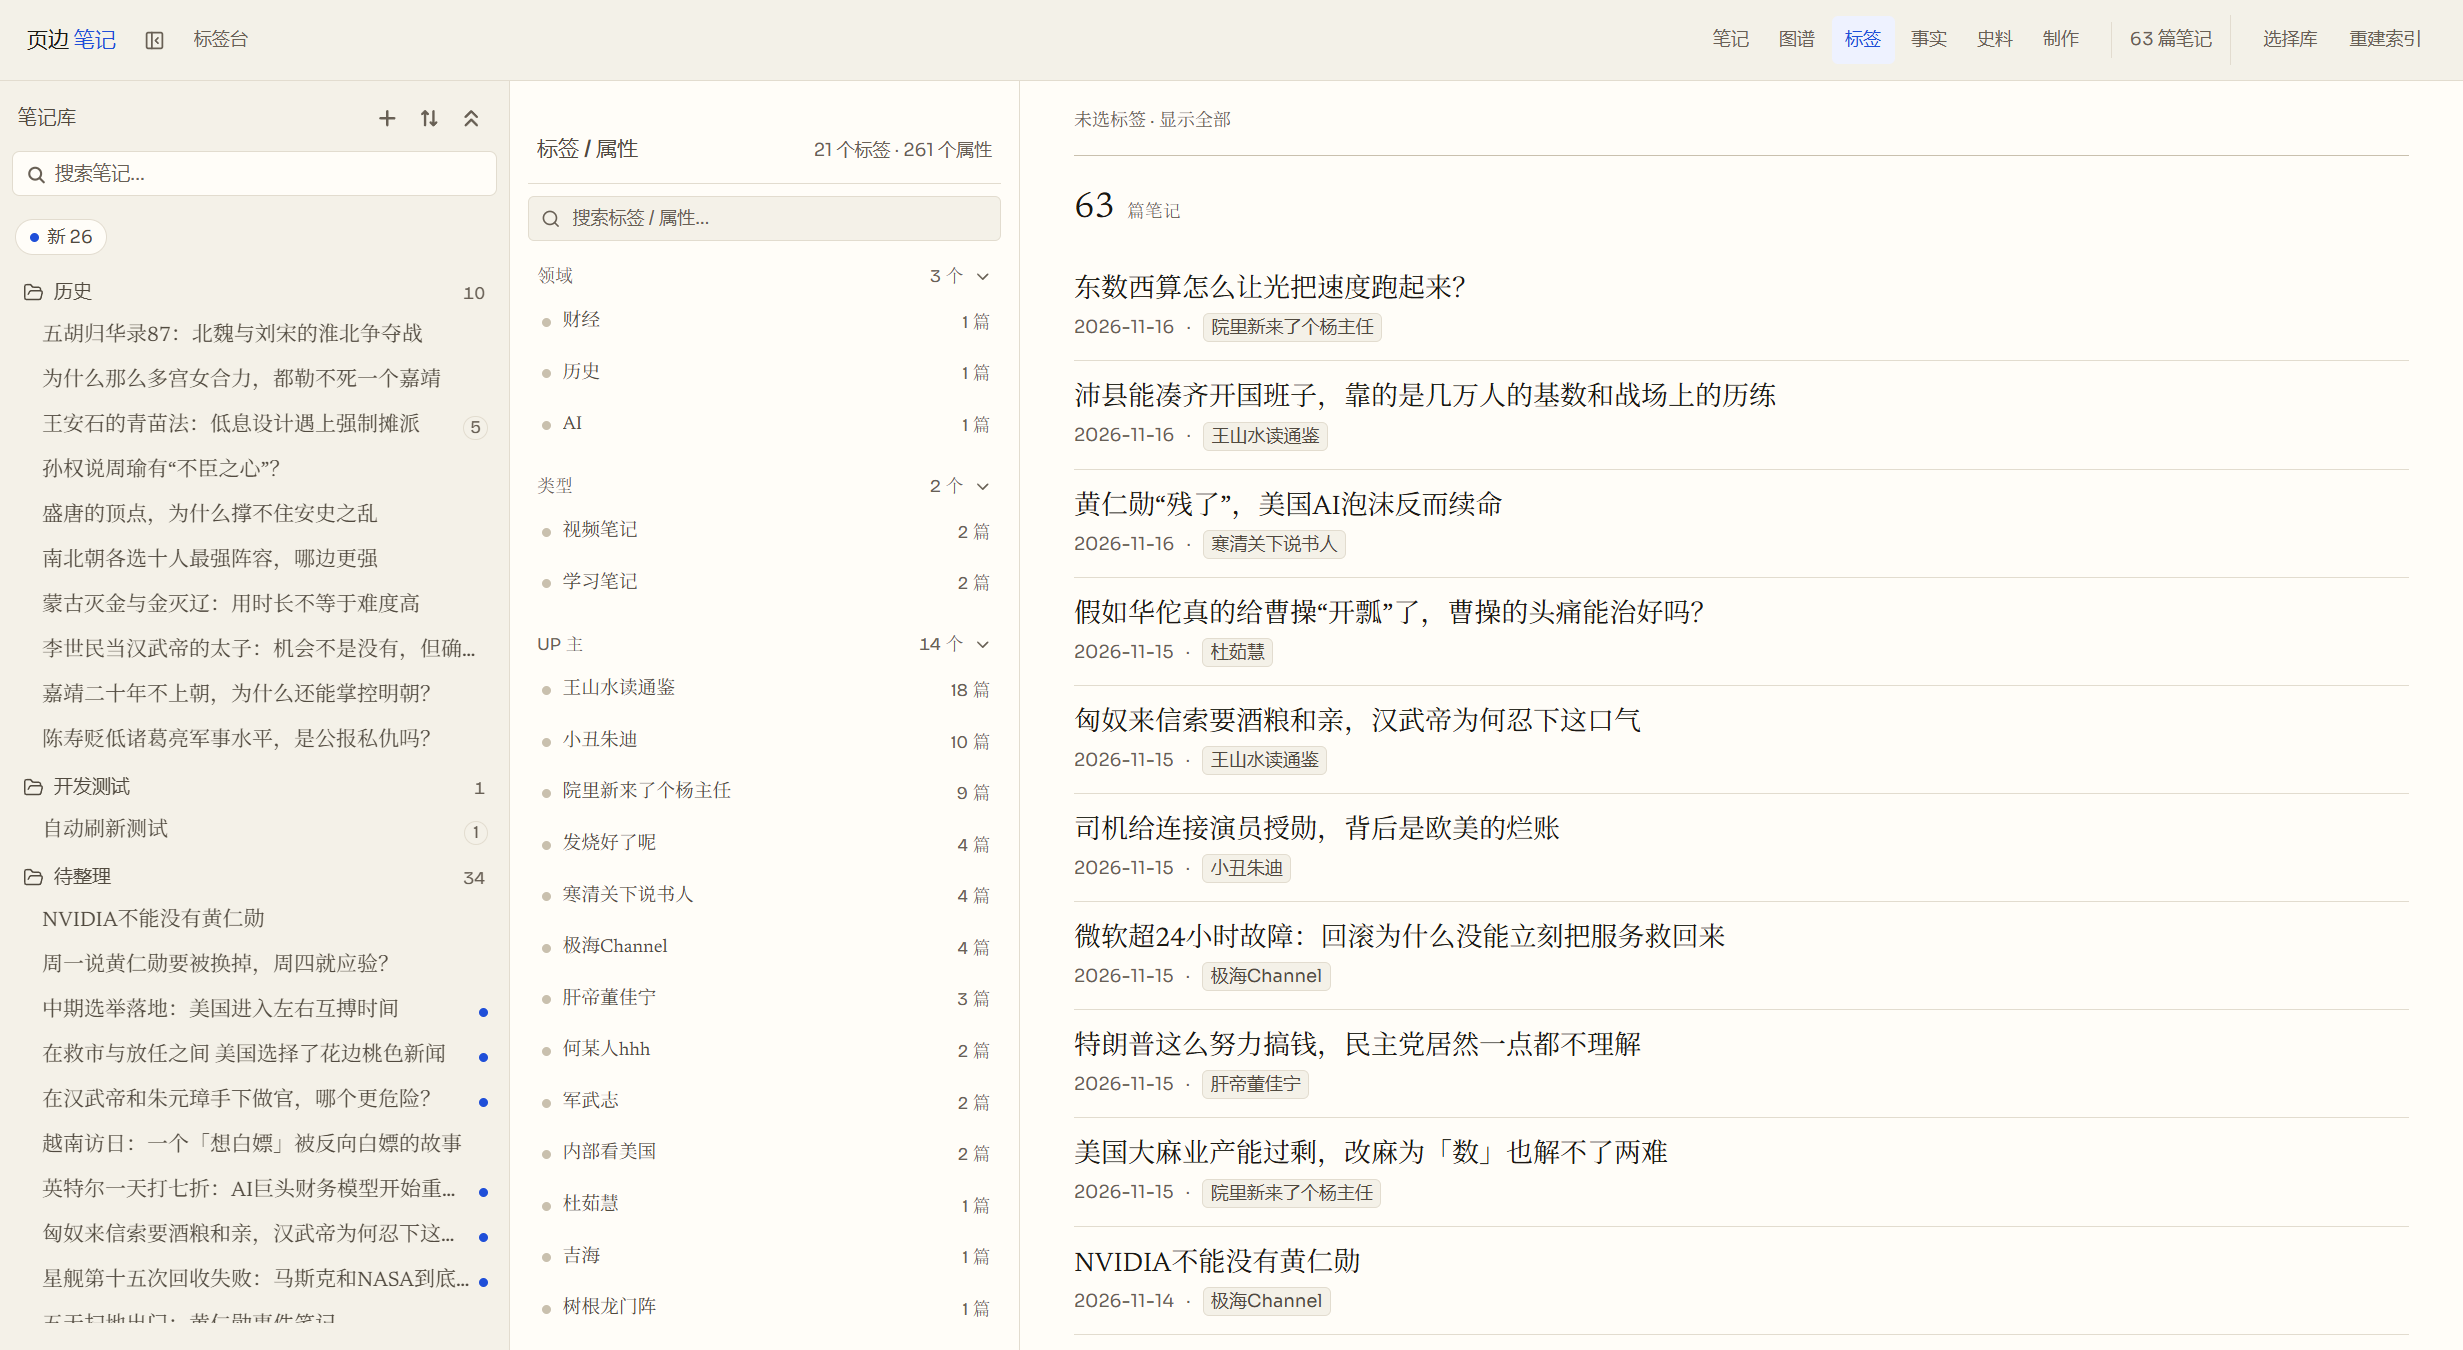 页边 笔记 标签台 笔记 图谱 标签 事实 史料 制作 63 篇笔记 选择库 重建索引
笔记库
搜索笔记...
新 26
历史 10
五胡归华录87：北魏与刘宋的淮北争夺战
为什么那么多宫女合力，都勒不死一个嘉靖
王安石的青苗法：低息设计遇上强制摊派 5
孙权说周瑜有“不臣之心”？
盛唐的顶点，为什么撑不住安史之乱
南北朝各选十人最强阵容，哪边更强
蒙古灭金与金灭辽：用时长不等于难度高
李世民当汉武帝的太子：机会不是没有，但确...
嘉靖二十年不上朝，为什么还能掌控明朝？
陈寿贬低诸葛亮军事水平，是公报私仇吗？
开发测试 1
自动刷新测试 1
待整理 34
NVIDIA不能没有黄仁勋
周一说黄仁勋要被换掉，周四就应验？
中期选举落地：美国进入左右互搏时间
在救市与放任之间 美国选择了花边桃色新闻
在汉武帝和朱元璋手下做官，哪个更危险？
越南访日：一个「想白嫖」被反向白嫖的故事
英特尔一天打七折：AI巨头财务模型开始重...
匈奴来信索要酒粮和亲，汉武帝为何忍下这...
星舰第十五次回收失败：马斯克和NASA到底...
标签 / 属性 21 个标签 · 261 个属性
搜索标签 / 属性...
领域 3 个
财经 1 篇
历史 1 篇
AI 1 篇
类型 2 个
视频笔记 2 篇
学习笔记 2 篇
UP 主 14 个
王山水读通鉴 18 篇
小丑朱迪 10 篇
院里新来了个杨主任 9 篇
发烧好了呢 4 篇
寒清关下说书人 4 篇
极海Channel 4 篇
肝帝董佳宁 3 篇
何某人hhh 2 篇
军武志 2 篇
内部看美国 2 篇
杜茹慧 1 篇
吉海 1 篇
树根龙门阵 1 篇
未选标签 · 显示全部
63 篇笔记
东数西算怎么让光把速度跑起来？
2026-11-16 · 院里新来了个杨主任
沛县能凑齐开国班子，靠的是几万人的基数和战场上的历练
2026-11-16 · 王山水读通鉴
黄仁勋“残了”，美国AI泡沫反而续命
2026-11-16 · 寒清关下说书人
假如华佗真的给曹操“开瓢”了，曹操的头痛能治好吗？
2026-11-15 · 杜茹慧
匈奴来信索要酒粮和亲，汉武帝为何忍下这口气
2026-11-15 · 王山水读通鉴
司机给连接演员授勋，背后是欧美的烂账
2026-11-15 · 小丑朱迪
微软超24小时故障：回滚为什么没能立刻把服务救回来
2026-11-15 · 极海Channel
特朗普这么努力搞钱，民主党居然一点都不理解
2026-11-15 · 肝帝董佳宁
美国大麻业产能过剩，改麻为「数」也解不了两难
2026-11-15 · 院里新来了个杨主任
NVIDIA不能没有黄仁勋
2026-11-14 · 极海Channel